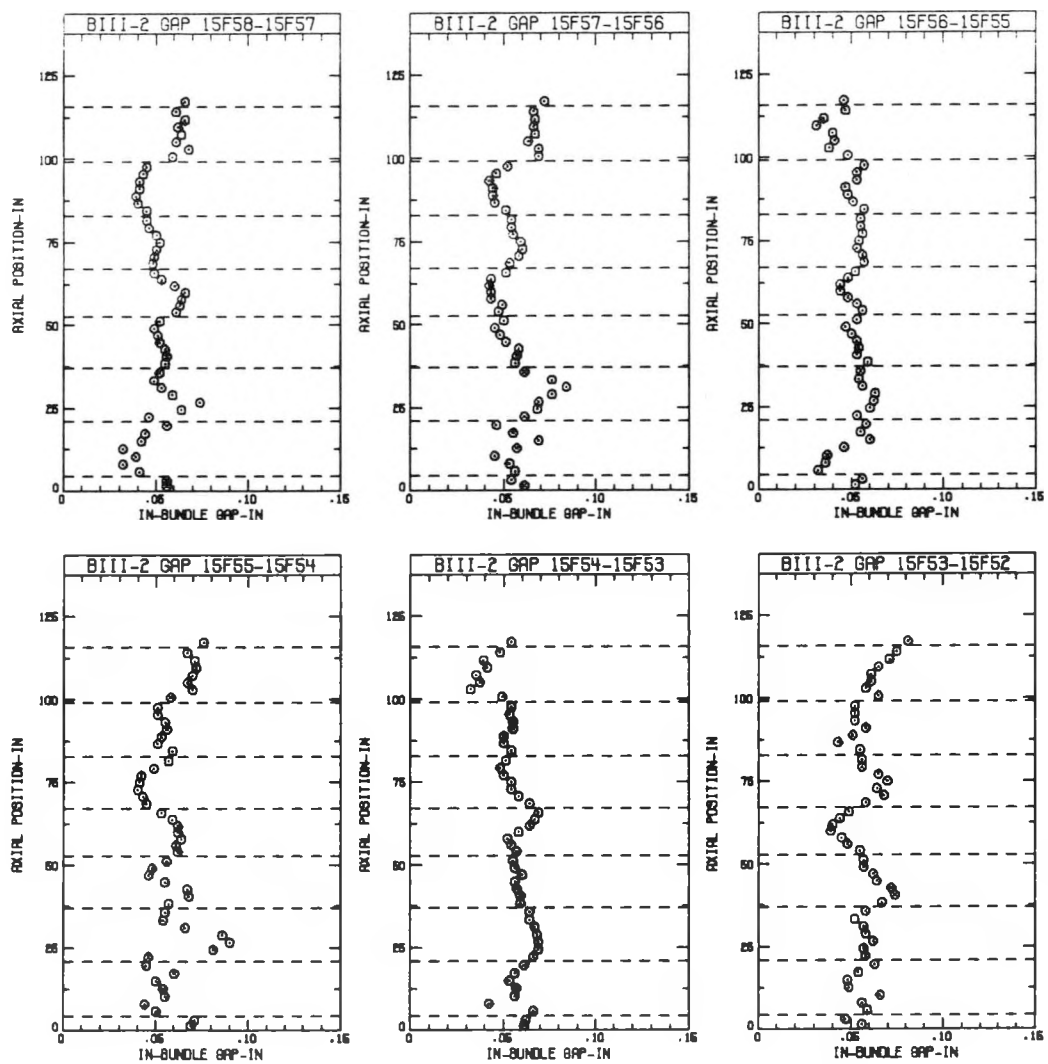 BIII-2 GAP 15F58-15F57
BIII-2 GAP 15F57-15F56
BIII-2 GAP 15F56-15F55
125
100
75
50
25
0
AXIAL POSITION-IN
0 .05 .10 .15
IN-BUNDLE GAP-IN
125
100
75
50
25
0
AXIAL POSITION-IN
0 .05 .10 .15
IN-BUNDLE GAP-IN
125
100
75
50
25
0
AXIAL POSITION-IN
0 .05 .10 .15
IN-BUNDLE GAP-IN
BIII-2 GAP 15F55-15F54
BIII-2 GAP 15F54-15F53
BIII-2 GAP 15F53-15F52
125
100
75
50
25
0
AXIAL POSITION-IN
0 .05 .10 .15
IN-BUNDLE GAP-IN
125
100
75
50
25
0
AXIAL POSITION-IN
0 .05 .10 .15
IN-BUNDLE GAP-IN
125
100
75
50
25
0
AXIAL POSITION-IN
0 .05 .10 .15
IN-BUNDLE GAP-IN